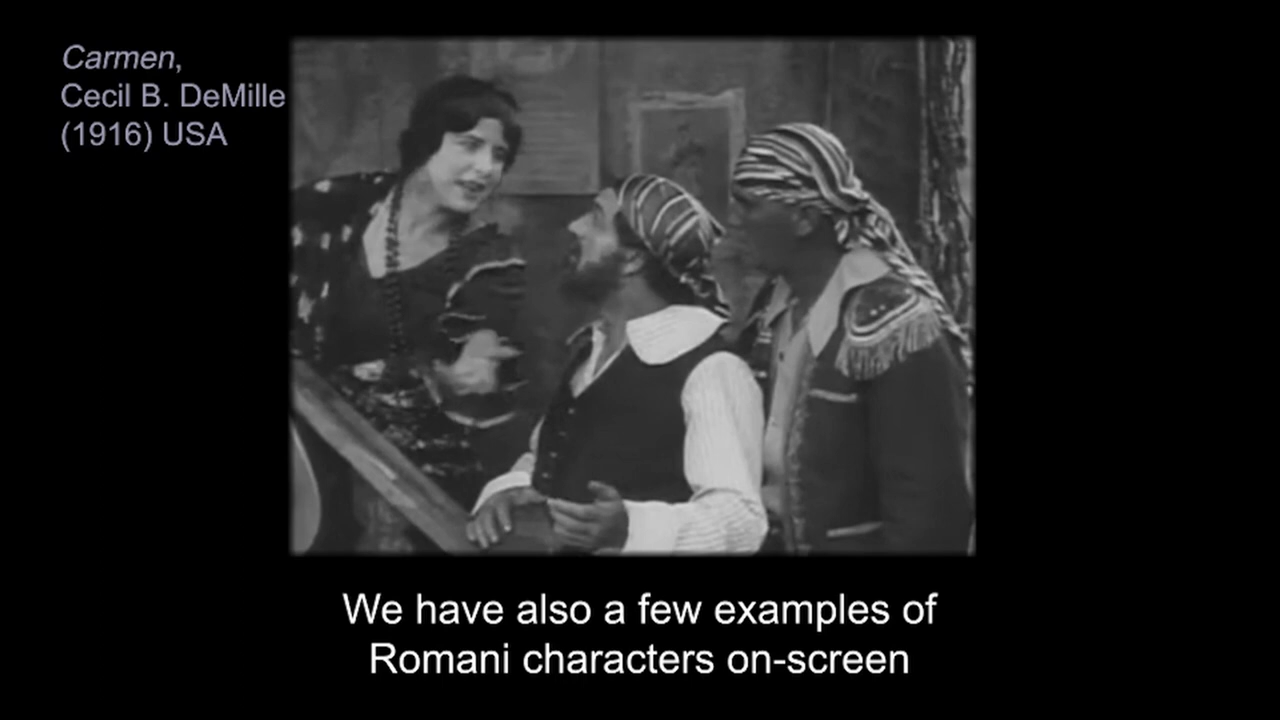 Carmen,
Cecil B. DeMille
(1916) USA
We have also a few examples of
Romani characters on-screen